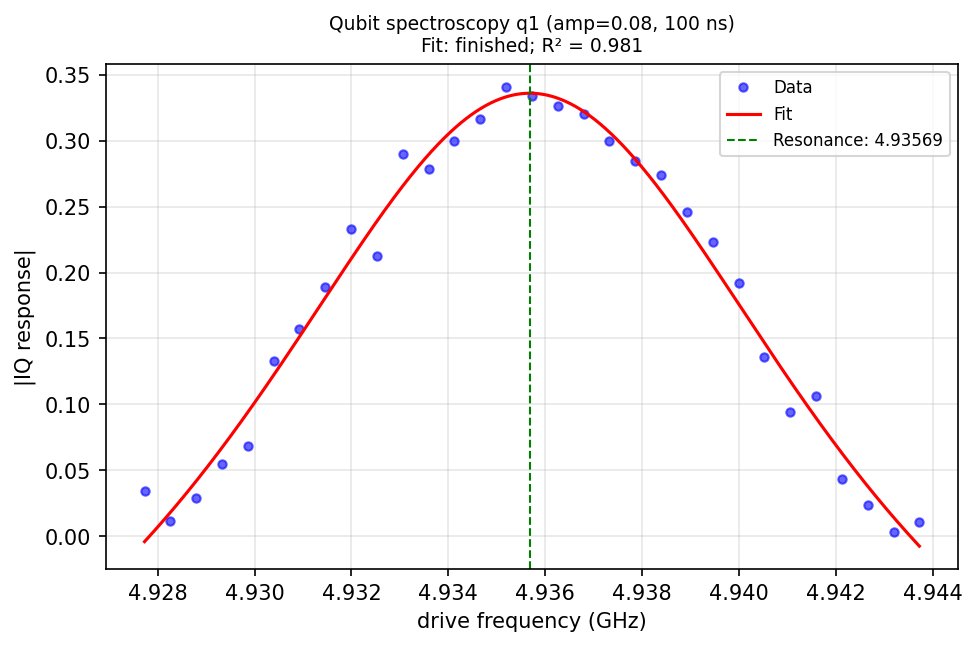 Qubit spectroscopy q1 (amp=0.08, 100 ns)
Fit: finished; R² = 0.981
0.35
0.30
0.25
0.20
0.15
0.10
0.05
0.00
|IQ response|
Data
Fit
Resonance: 4.93569
4.928 4.930 4.932 4.934 4.936 4.938 4.940 4.942 4.944
drive frequency (GHz)